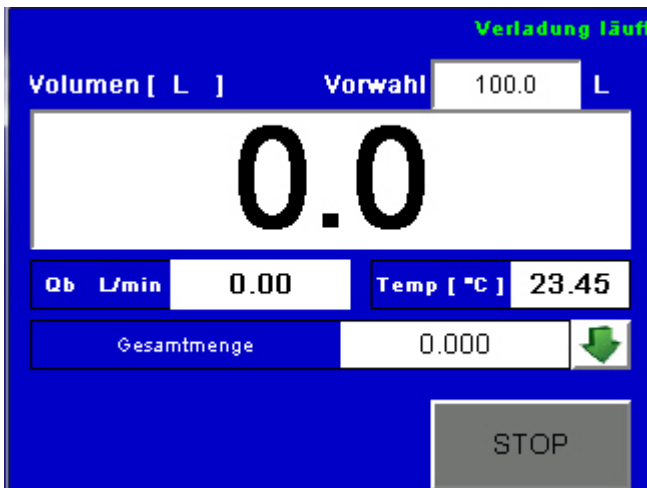 Verladung läuf
Volumen [ L ] Vorwahl 100.0 L
0.0
Qb L/min 0.00 Temp [ °C ] 23.45
Gesamtmenge 0.000
STOP